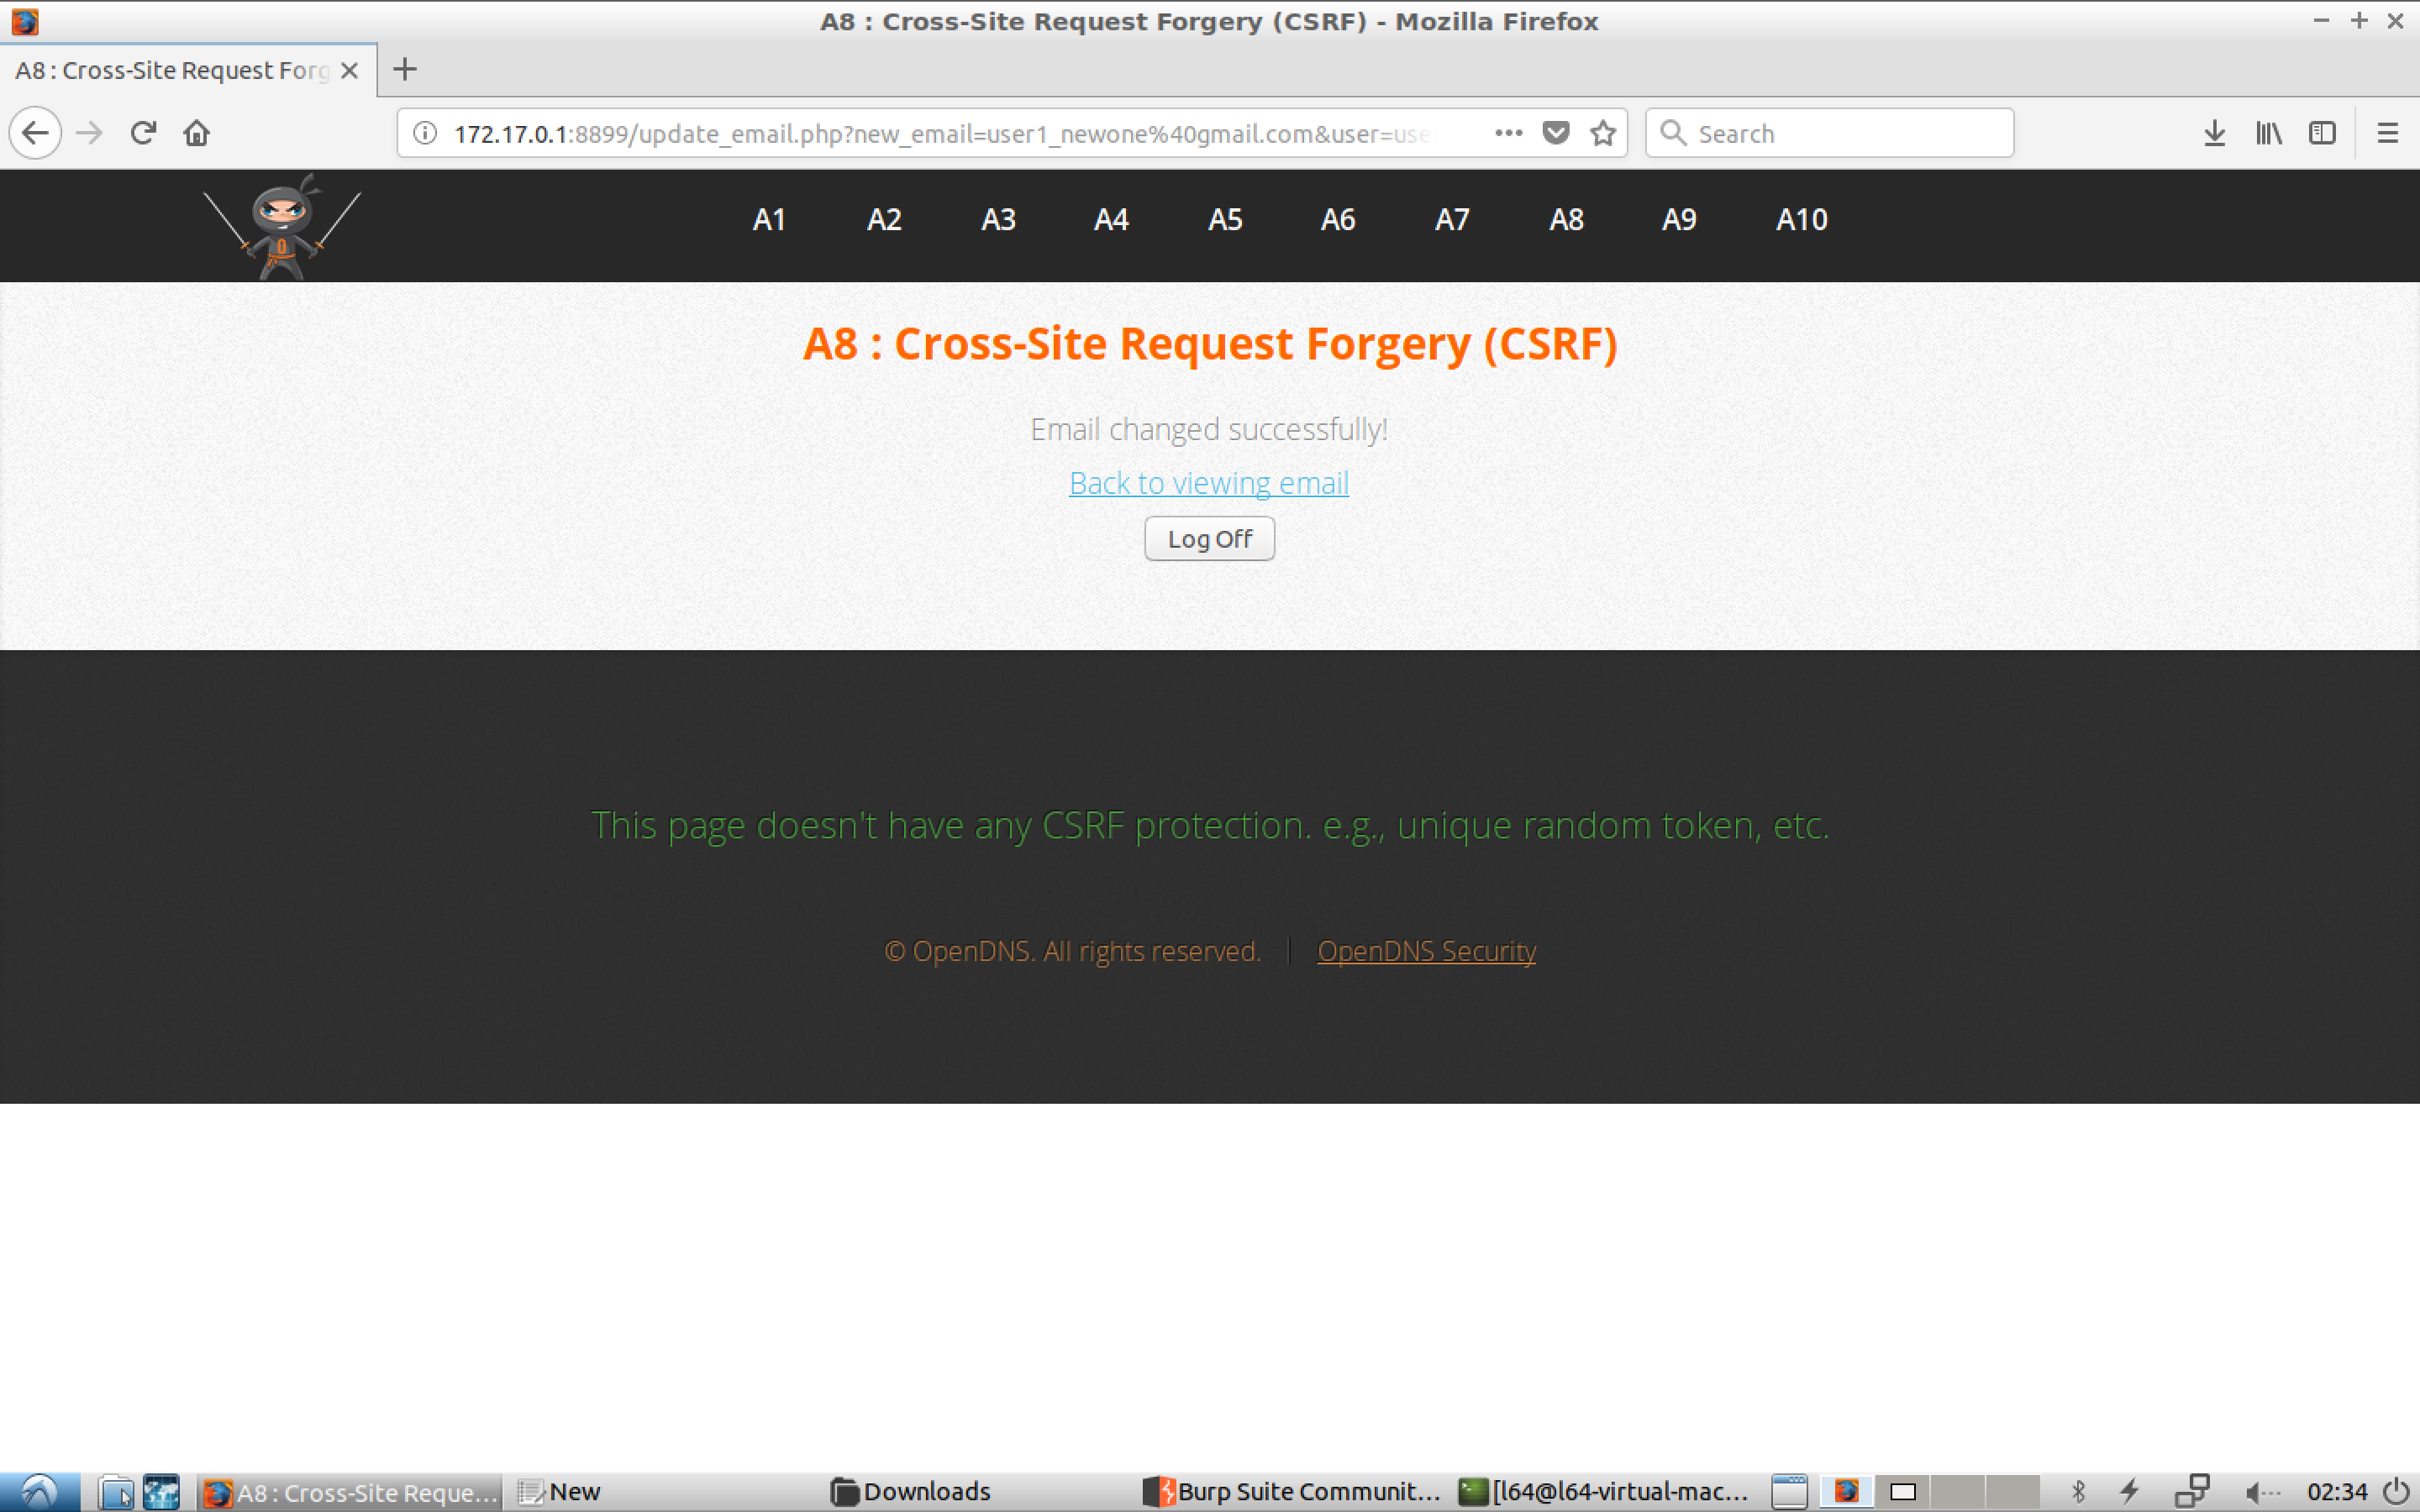 A8 : Cross-Site Request Forgery (CSRF) - Mozilla Firefox
A8 : Cross-Site Request Forg
172.17.0.1:8899/update_email.php?new_email=user1_newone%40gmail.com&user=use
Search
A1 A2 A3 A4 A5 A6 A7 A8 A9 A10
A8 : Cross-Site Request Forgery (CSRF)
Email changed successfully!
Back to viewing email
Log Off
This page doesn't have any CSRF protection. e.g., unique random token, etc.
© OpenDNS. All rights reserved. | OpenDNS Security
A8 : Cross-Site Reque... New Downloads Burp Suite Communit... [l64@l64-virtual-mac... 02:34